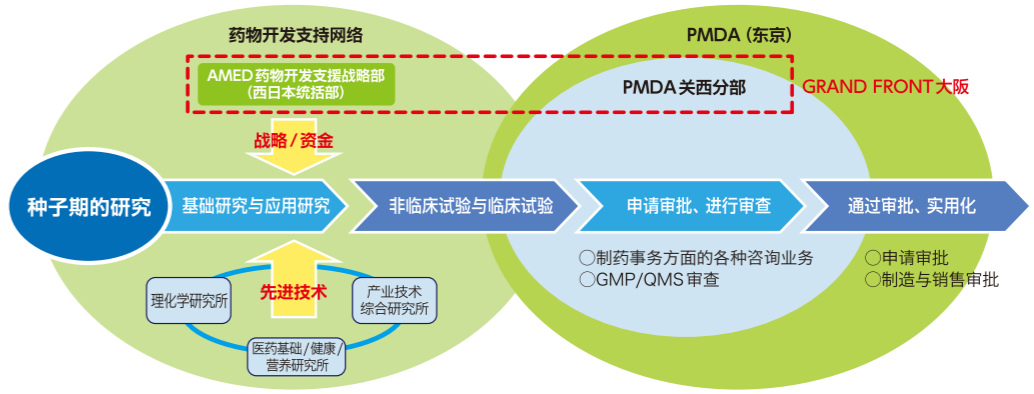 药物开发支持网络
PMDA（东京）
AMED药物开发支援战略部
（西日本统括部）
PMDA关西分部
GRAND FRONT大阪
战略/资金
种子期的研究
基础研究与应用研究
非临床试验与临床试验
申请审批、进行审查
通过审批、实用化
○制药事务方面的各种咨询业务
○GMP/QMS审查
○申请审批
○制造与销售审批
先进技术
理化学研究所
产业技术
综合研究所
医药基础/健康/
营养研究所